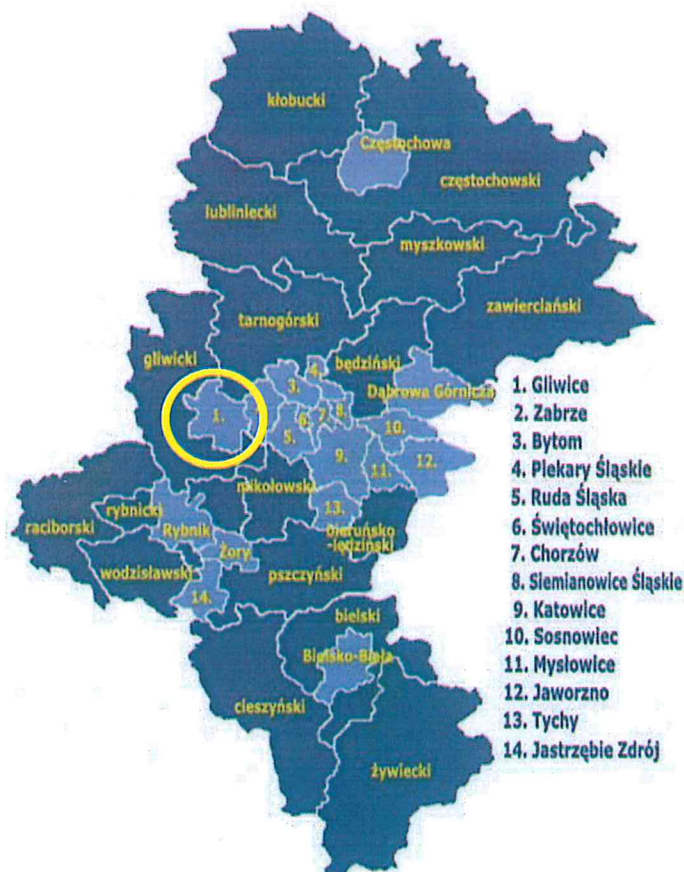 kłobucki
Częstochowa
częstochowski
lubliniecki
myszkowski
zawierciański
tarnogórski
gliwicki
będziński
4.
3.
Dąbrowa Górnicza
1.
6.
7.
8.
5.
10.
9.
11.
12.
mikołowski
rybnicki
13.
raciborski
Rybnik
bieruńsko
-lędziński
Żory
wodzisławski
pszczyński
14.
bielski
Bielsko-Biała
cieszyński
żywiecki
1. Gliwice
2. Zabrze
3. Bytom
4. Piekary Śląskie
5. Ruda Śląska
6. Świętochłowice
7. Chorzów
8. Siemianowice Śląskie
9. Katowice
10. Sosnowiec
11. Mysłowice
12. Jaworzno
13. Tychy
14. Jastrzębie Zdrój